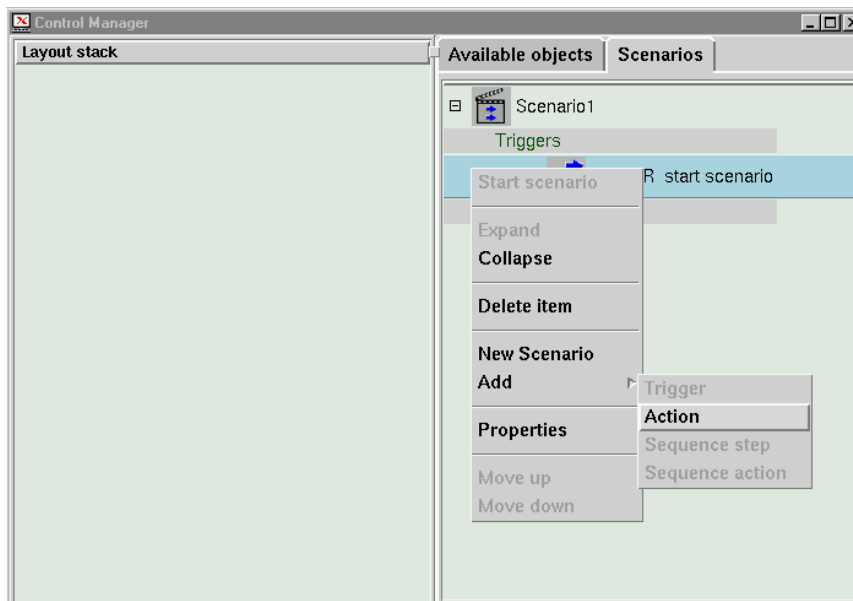 Control Manager
Layout stack
Available objects
Scenarios
Scenario1
Triggers
R start scenario
Start scenario
Expand
Collapse
Delete item
New Scenario
Add
Properties
Move up
Move down
Trigger
Action
Sequence step
Sequence action